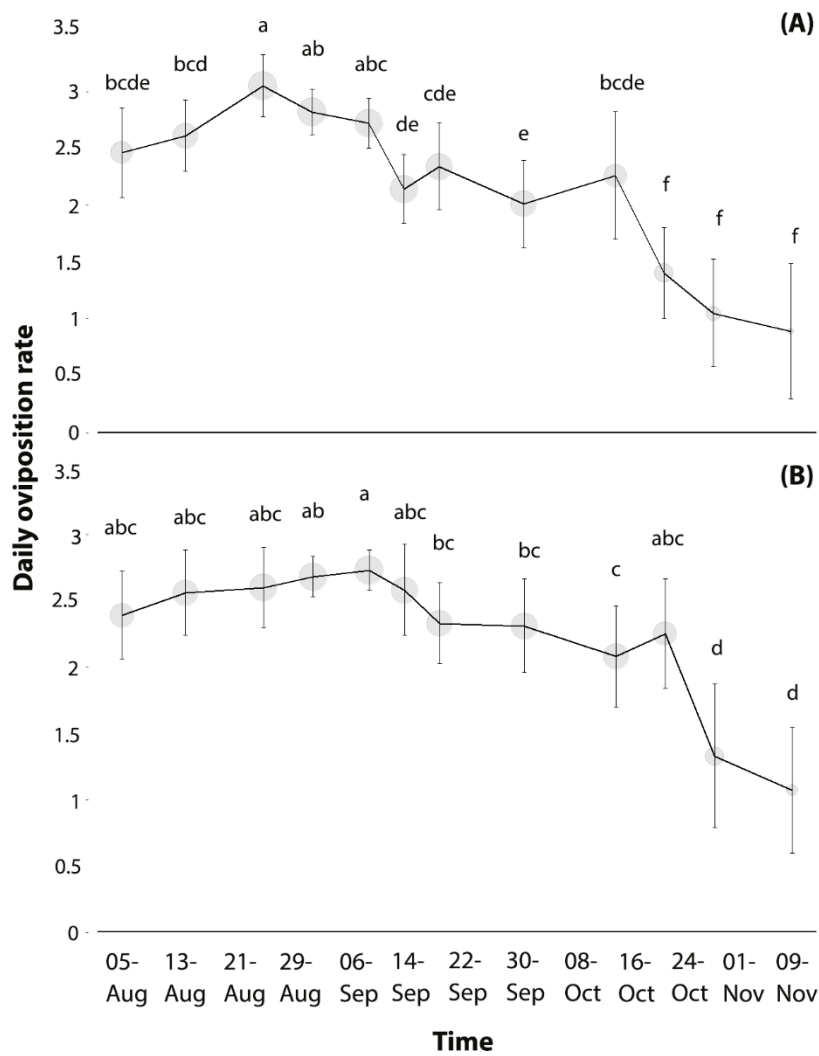 3.5
(A)
a
ab
bcd
abc
bcde
bcde
3
cde
de
2.5
e
f
2
f
1.5
f
1
0.5
0
Daily oviposition rate
3.5
(B)
3
abc
abc
abc
ab
a
abc
bc
bc
c
abc
d
d
2.5
2
1.5
1
0.5
0
05- 13- 21- 29- 06- 14- 22- 30- 08- 16- 24- 01- 09-
Aug Aug Aug Aug Sep Sep Sep Sep Oct Oct Oct Nov Nov
Time